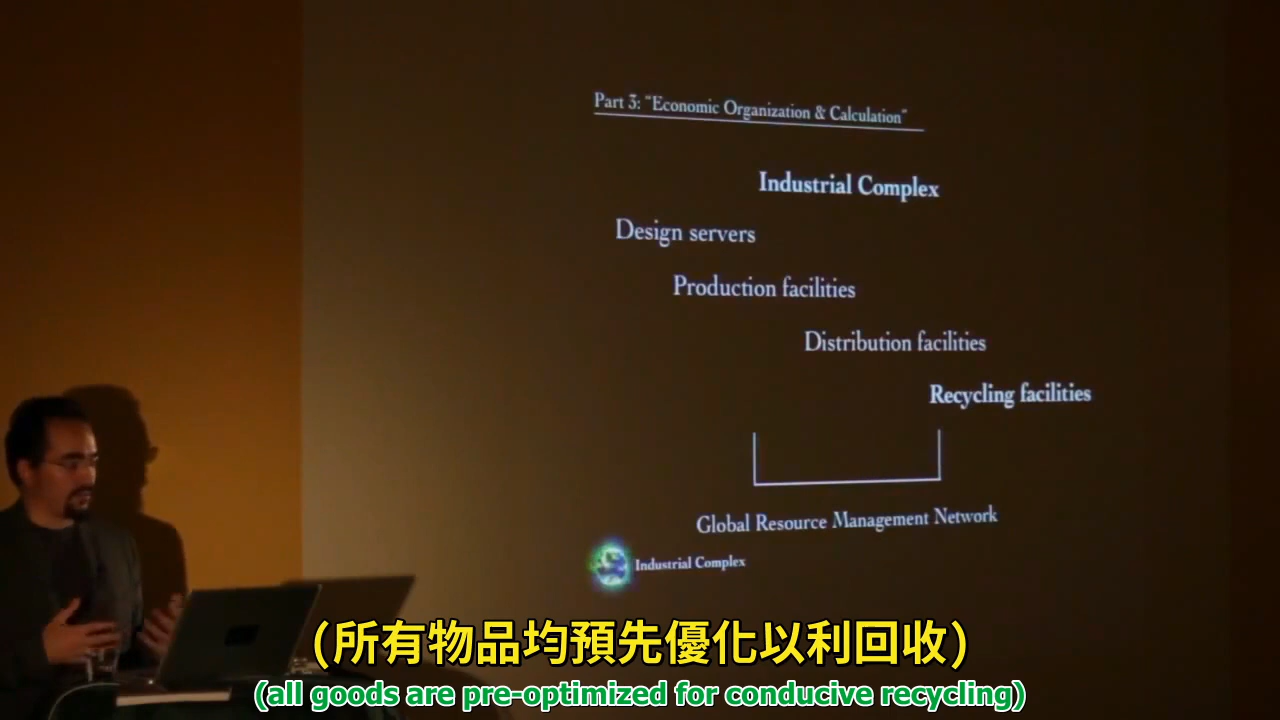 Part 3: "Economic Organization & Calculation"
Industrial Complex
Design servers
Production facilities
Distribution facilities
Recycling facilities
Global Resource Management Network
Industrial Complex
(所有物品均預先優化以利回收)
(all goods are pre-optimized for conducive recycling)